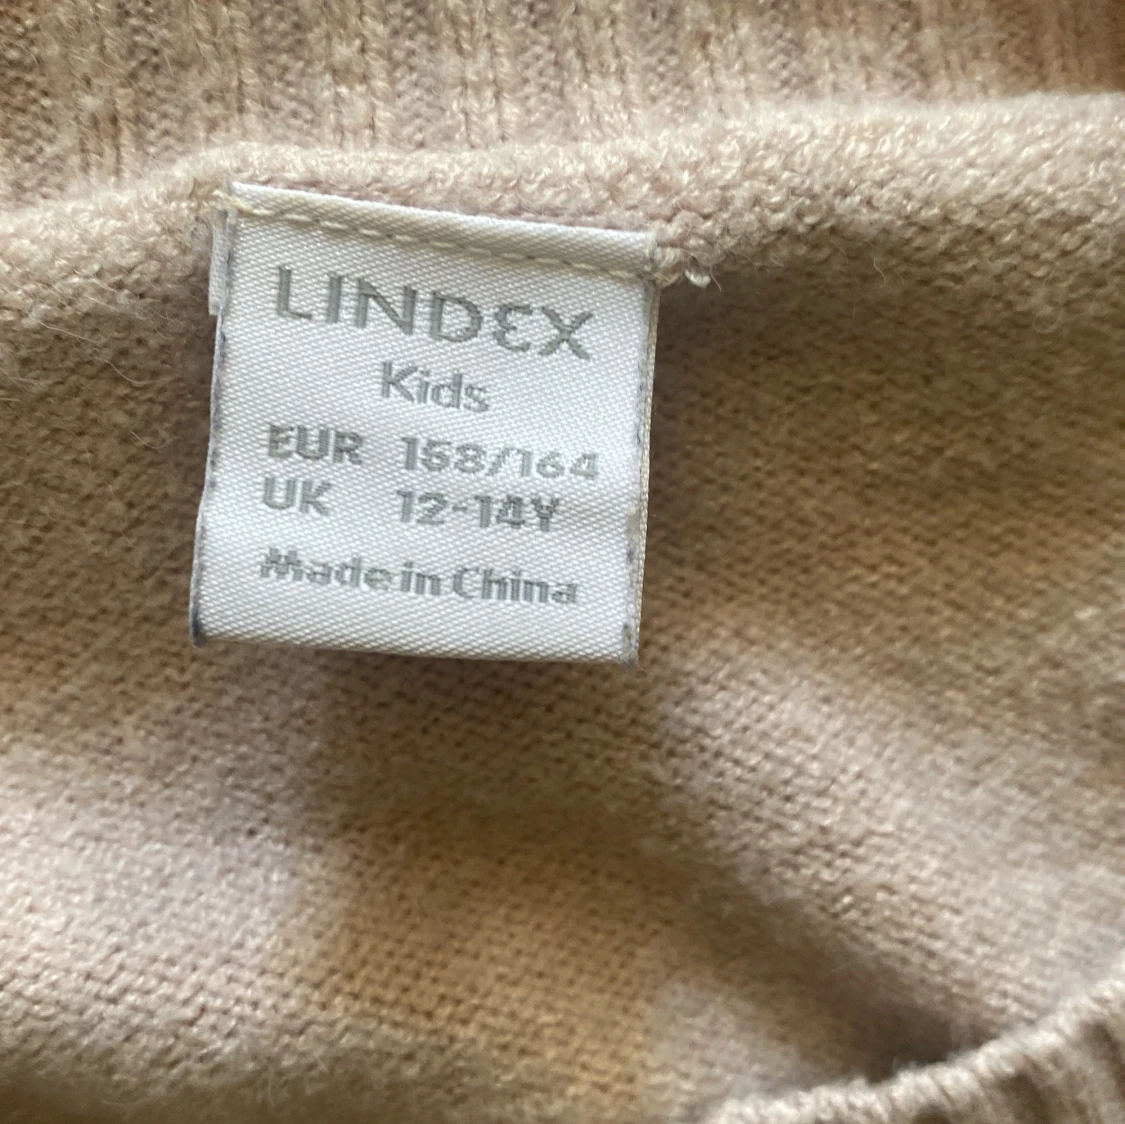 LINDEX
Kids
EUR 158/164
UK 12-14Y
Made in China